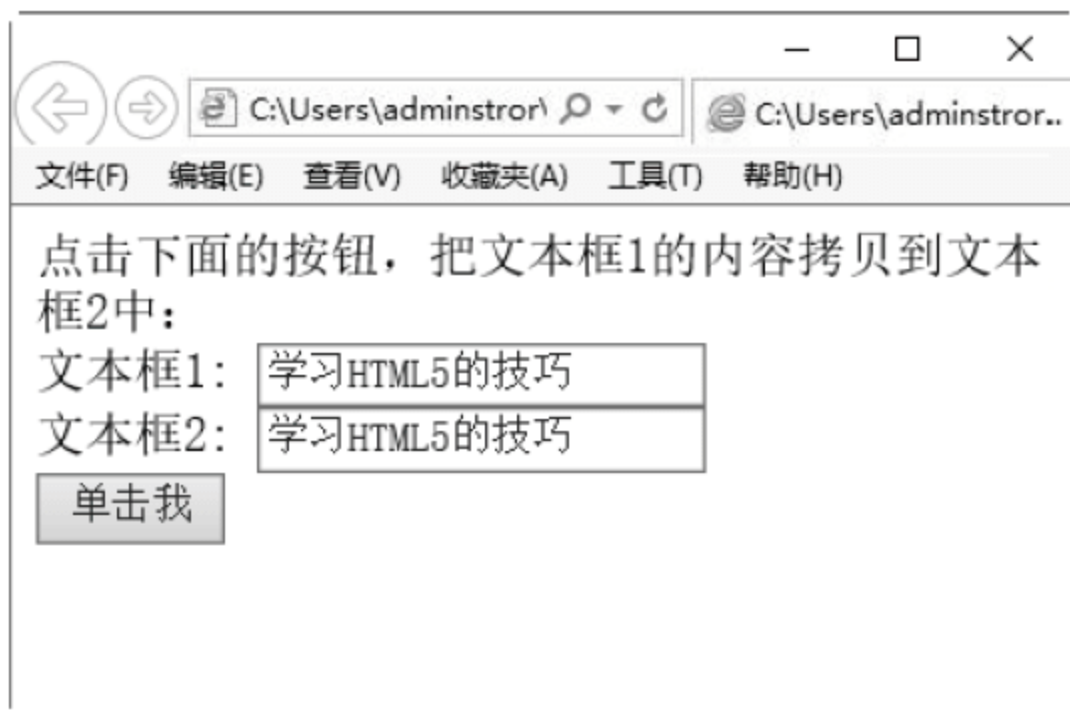 C:\Users\adminstror\
C:\Users\adminstror..
文件(F) 编辑(E) 查看(V) 收藏夹(A) 工具(T) 帮助(H)
点击下面的按钮，把文本框1的内容拷贝到文本
框2中：
文本框1: 学习HTML5的技巧
文本框2: 学习HTML5的技巧
单击我